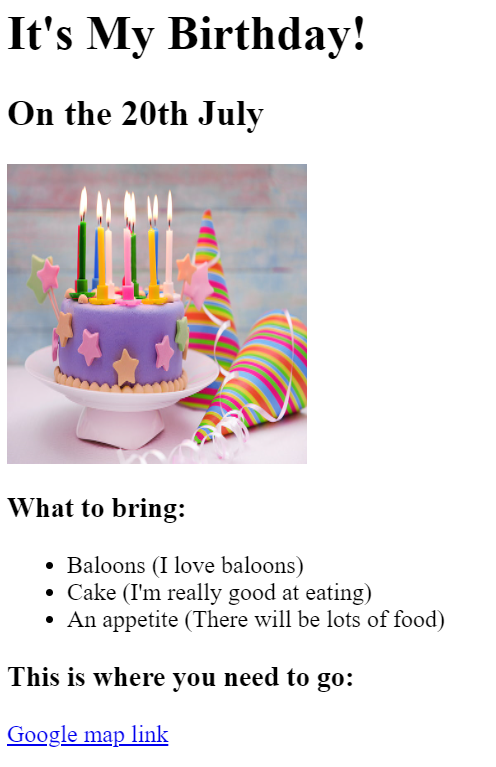 It's My Birthday!
On the 20th July
What to bring:
Baloons (I love baloons)
Cake (I'm really good at eating)
An appetite (There will be lots of food)
This is where you need to go:
Google map link